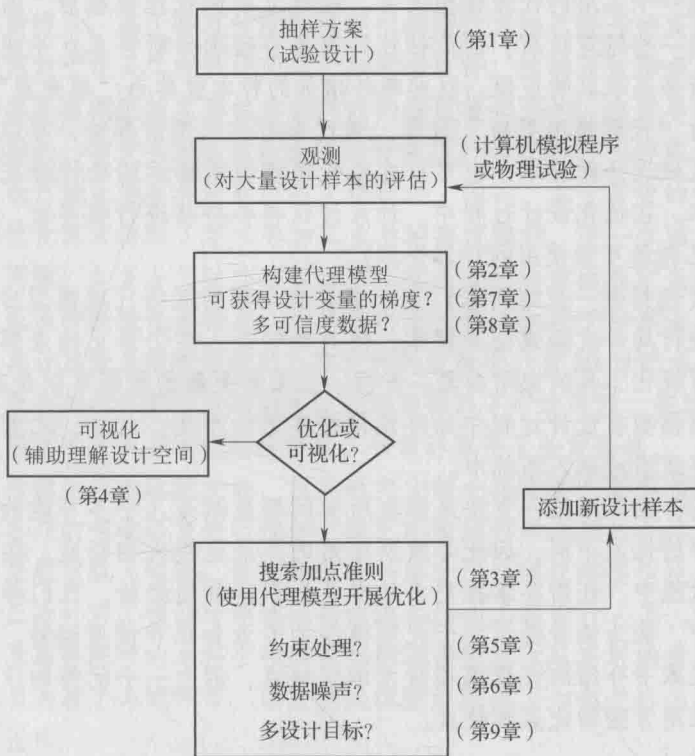 抽样方案
（试验设计）
（第1章）
观测
（对大量设计样本的评估）
（计算机模拟程序
或物理试验）
构建代理模型
（第2章）
可获得设计变量的梯度？
（第7章）
多可信度数据？
（第8章）
优化或
可视化？
可视化
（辅助理解设计空间）
（第4章）
添加新设计样本
搜索加点准则
（第3章）
（使用代理模型开展优化）
约束处理？
（第5章）
数据噪声？
（第6章）
多设计目标？
（第9章）